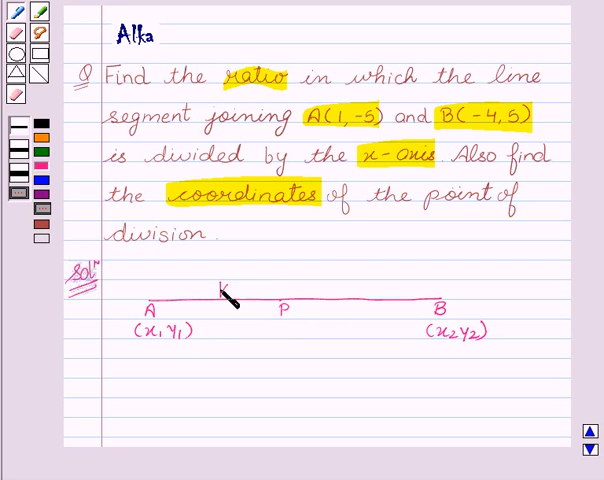 Alka
Q Find the ratio in which the line
segment joining A(1, -5) and B(-4, 5)
is divided by the x-axis. Also find
the coordinates of the point of
division.
Solⁿ
K
A P B
(x₁ y₁) (x₂ y₂)